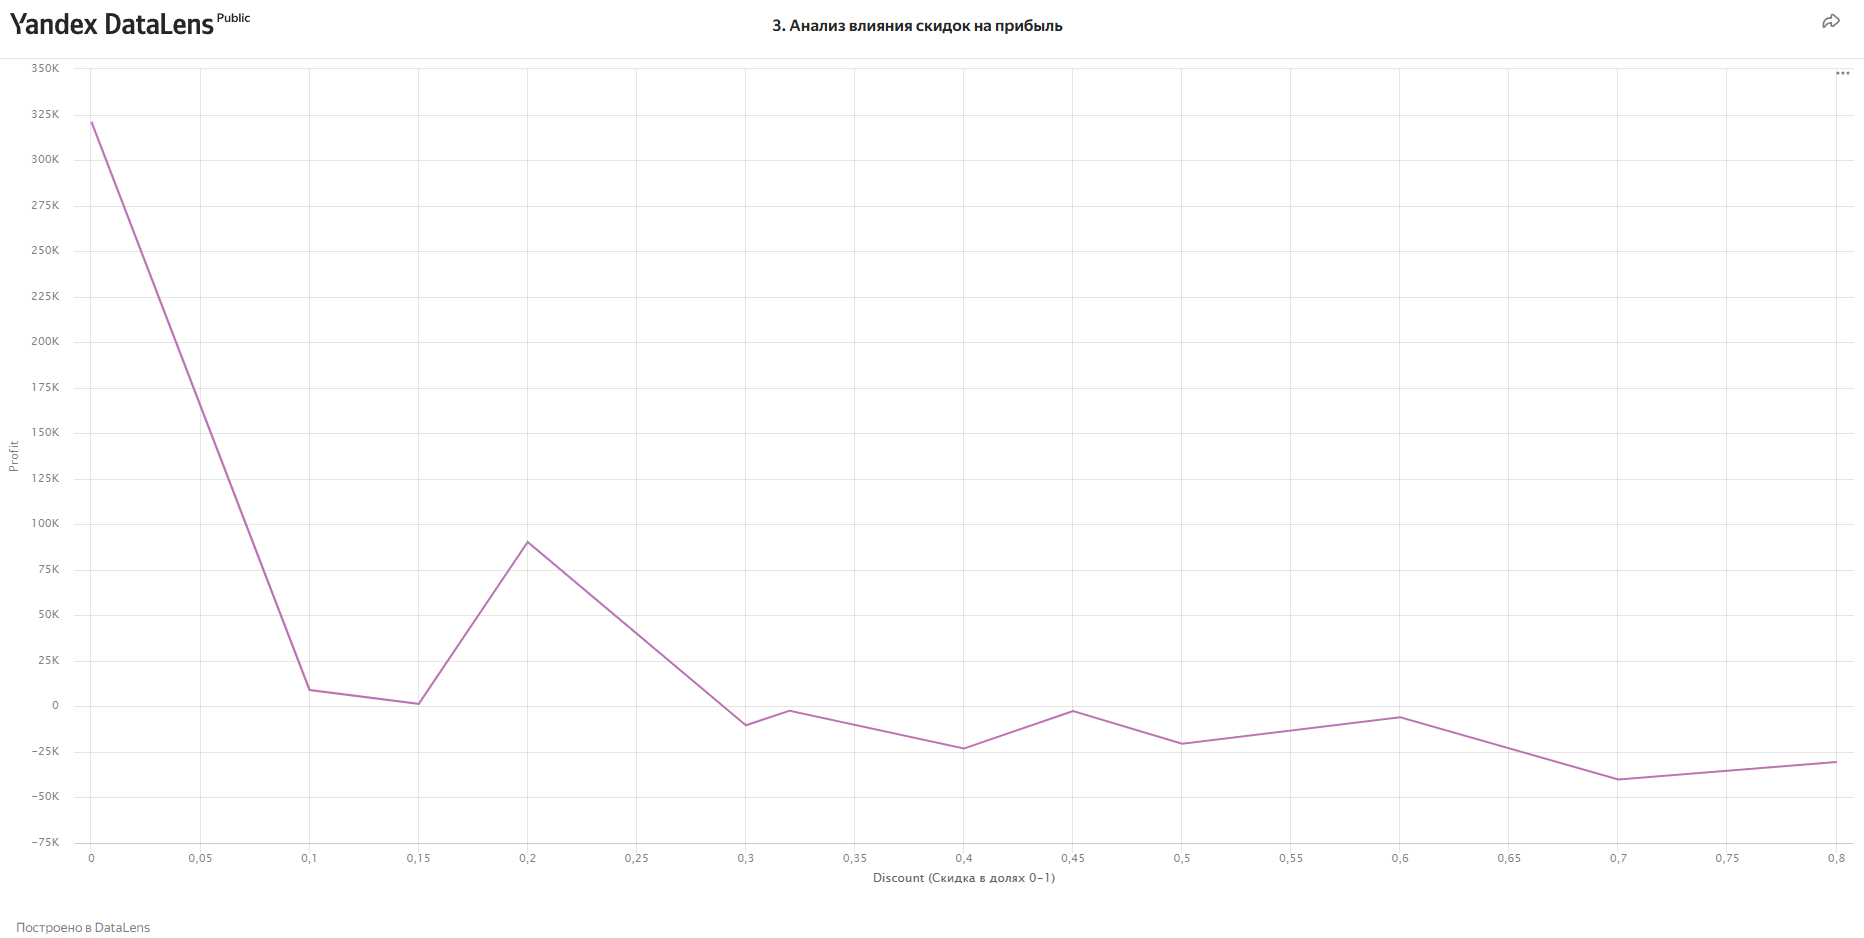 Yandex DataLens Public
3. Анализ влияния скидок на прибыль
350K
325K
300K
275K
250K
225K
200K
175K
150K
125K
100K
75K
50K
25K
0
−25K
−50K
−75K
Profit
0 0,05 0,1 0,15 0,2 0,25 0,3 0,35 0,4 0,45 0,5 0,55 0,6 0,65 0,7 0,75 0,8
Discount (Скидка в долях 0−1)
Построено в DataLens